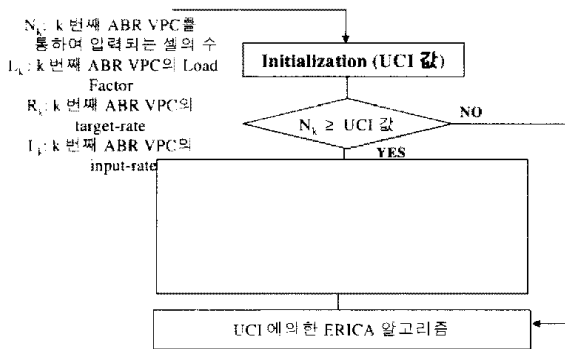 N_k: k 번째 ABR VPC를
통하여 입력되는 셀의 수
L_k: k 번째 ABR VPC의 Load
Factor
R_k: k 번째 ABR VPC의
target-rate
I_k: k 번째 ABR VPC의
input-rate
Initialization (UCI 값)
N_k ≥ UCI 값
NO
YES
UCI 에의한 ERICA 알고리즘